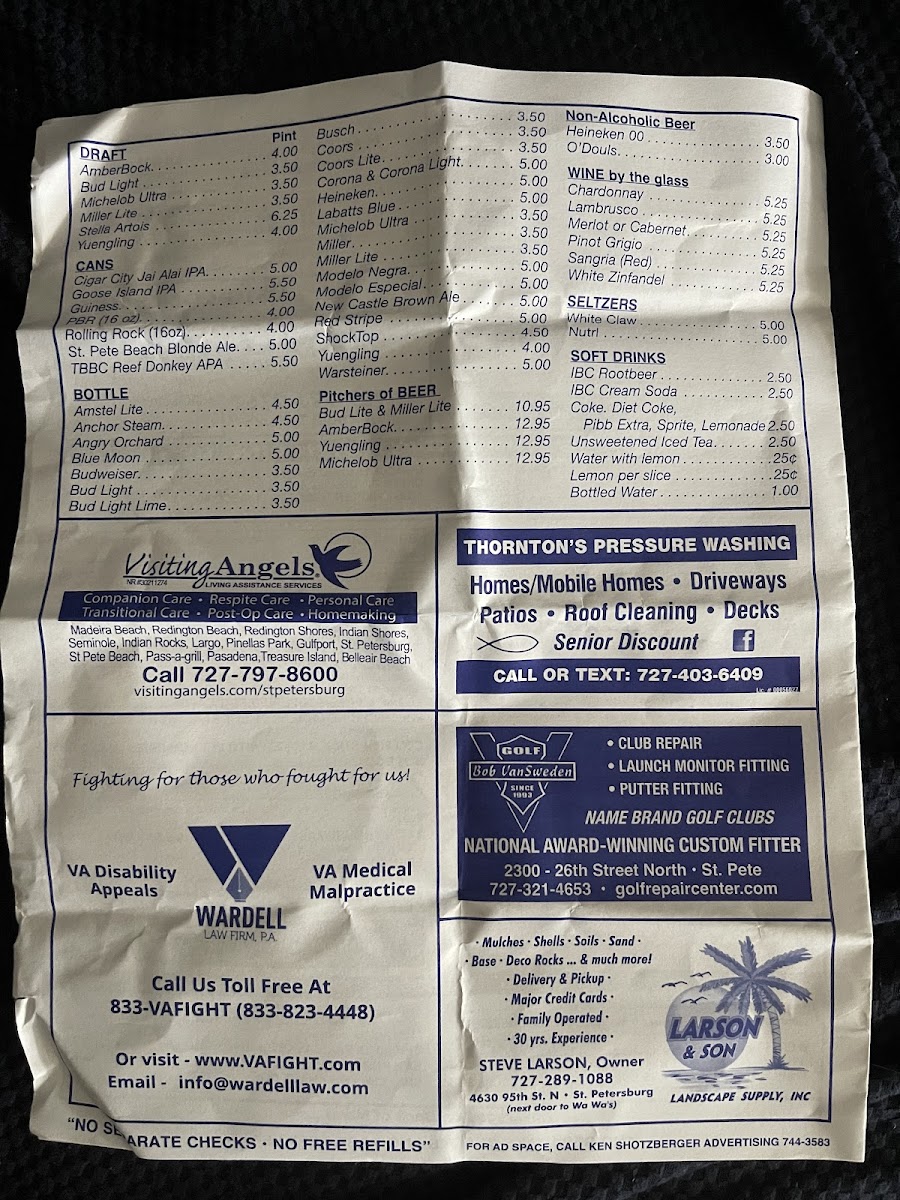 DRAFT Pint
AmberBock. 4.00
Bud Light 3.50
Michelob Ultra 3.50
Miller Lite 3.50
Stella Artois 6.25
Yuengling 4.00
CANS
Cigar City Jai Alai IPA. 5.00
Goose Island IPA 5.50
Guiness. 5.50
PBR (16 oz) 4.00
Rolling Rock (16oz). 4.00
St. Pete Beach Blonde Ale. 5.00
TBBC Reef Donkey APA 5.50
BOTTLE
Amstel Lite 4.50
Anchor Steam. 4.50
Angry Orchard 5.00
Blue Moon 5.00
Budweiser. 3.50
Bud Light 3.50
Bud Light Lime 3.50
Busch 3.50
Coors 3.50
Coors Lite 3.50
Corona & Corona Light. 5.00
Heineken. 5.00
Labatts Blue 5.00
Michelob Ultra 3.50
Miller. 3.50
Miller Lite 3.50
Modelo Negra. 5.00
Modelo Especial. 5.00
New Castle Brown Ale 5.00
Red Stripe 5.00
ShockTop 4.50
Yuengling 4.00
Warsteiner. 5.00
Pitchers of BEER
Bud Lite & Miller Lite 10.95
AmberBock. 12.95
Yuengling 12.95
Michelob Ultra 12.95
Non-Alcoholic Beer
Heineken 00 3.50
O'Douls. 3.00
WINE by the glass
Chardonnay 5.25
Lambrusco 5.25
Merlot or Cabernet. 5.25
Pinot Grigio 5.25
Sangria (Red) 5.25
White Zinfandel 5.25
SELTZERS
White Claw 5.00
Nutrl 5.00
SOFT DRINKS
IBC Rootbeer 2.50
IBC Cream Soda 2.50
Coke. Diet Coke,
Pibb Extra, Sprite, Lemonade 2.50
Unsweetened Iced Tea. 2.50
Water with lemon .25¢
Lemon per slice .25¢
Bottled Water 1.00
Visiting Angels
NR#30211274 LIVING ASSISTANCE SERVICES
Companion Care • Respite Care • Personal Care
Transitional Care • Post-Op Care • Homemaking
Madeira Beach, Redington Beach, Redington Shores, Indian Shores,
Seminole, Indian Rocks, Largo, Pinellas Park, Gulfport, St. Petersburg,
St Pete Beach, Pass-a-grill, Pasadena,Treasure Island, Belleair Beach
Call 727-797-8600
visitingangels.com/stpetersburg
THORNTON'S PRESSURE WASHING
Homes/Mobile Homes • Driveways
Patios • Roof Cleaning • Decks
Senior Discount f
CALL OR TEXT: 727-403-6409
Fighting for those who fought for us!
VA Disability
Appeals
VA Medical
Malpractice
WARDELL
LAW FIRM, P.A.
Call Us Toll Free At
833-VAFIGHT (833-823-4448)
Or visit - www.VAFIGHT.com
Email - info@wardelllaw.com
GOLF
Bob VanSweden
SINCE
1993
• CLUB REPAIR
• LAUNCH MONITOR FITTING
• PUTTER FITTING
NAME BRAND GOLF CLUBS
NATIONAL AWARD-WINNING CUSTOM FITTER
2300 - 26th Street North • St. Pete
727-321-4653 • golfrepaircenter.com
· Mulches · Shells · Soils · Sand ·
· Base · Deco Rocks ... & much more!
· Delivery & Pickup ·
· Major Credit Cards ·
· Family Operated ·
· 30 yrs. Experience ·
STEVE LARSON, Owner
727-289-1088
4630 95th St. N • St. Petersburg
(next door to Wa Wa's)
LARSON
& SON
LANDSCAPE SUPPLY, INC
"NO SE ARATE CHECKS • NO FREE REFILLS"
FOR AD SPACE, CALL KEN SHOTZBERGER ADVERTISING 744-3583